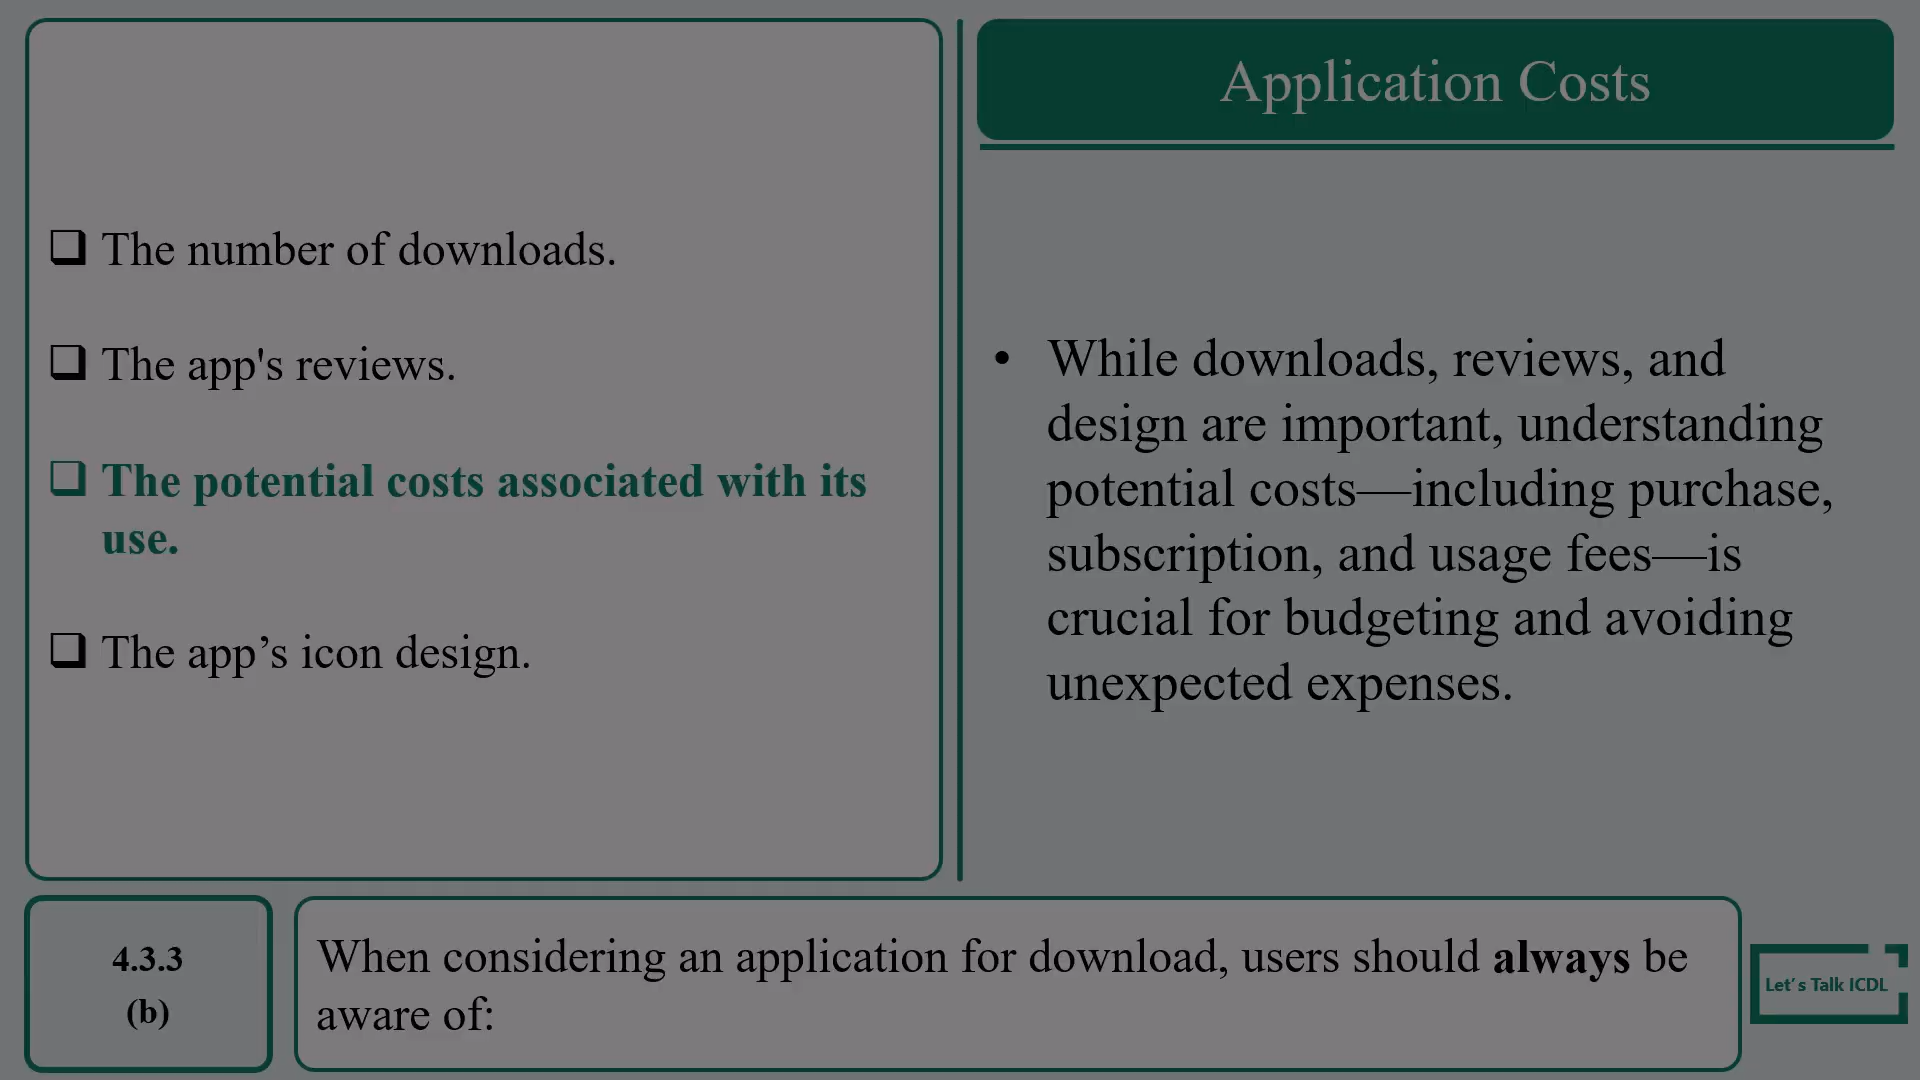 ❑ The number of downloads.
❑ The app's reviews.
❑ The potential costs associated with its
use.
❑ The app’s icon design.
Application Costs
• While downloads, reviews, and
design are important, understanding
potential costs—including purchase,
subscription, and usage fees—is
crucial for budgeting and avoiding
unexpected expenses.
4.3.3
(b)
When considering an application for download, users should always be
aware of:
Let’s Talk ICDL